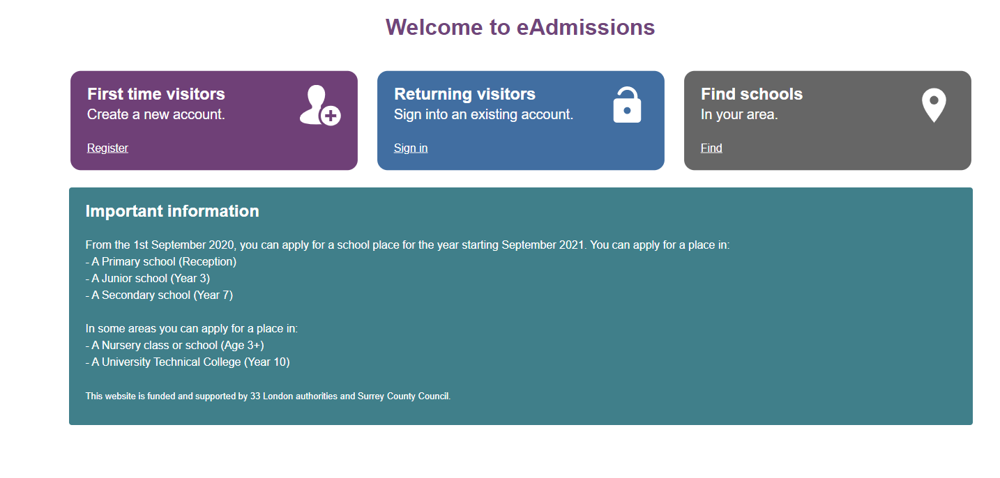 Welcome to eAdmissions
First time visitors
Create a new account.
Register
Returning visitors
Sign into an existing account.
Sign in
Find schools
In your area.
Find
Important information
From the 1st September 2020, you can apply for a school place for the year starting September 2021. You can apply for a place in:
- A Primary school (Reception)
- A Junior school (Year 3)
- A Secondary school (Year 7)
In some areas you can apply for a place in:
- A Nursery class or school (Age 3+)
- A University Technical College (Year 10)
This website is funded and supported by 33 London authorities and Surrey County Council.